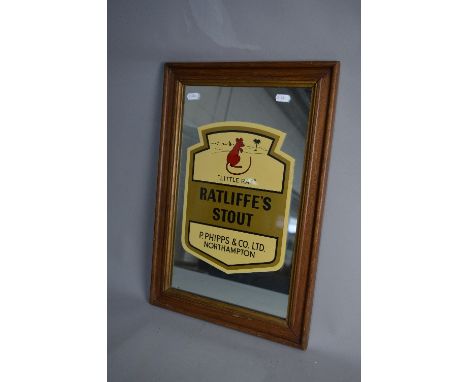 "LITTLE RAT"
RATLIFFE'S
STOUT
P. PHIPPS & CO. LTD.
NORTHAMPTON